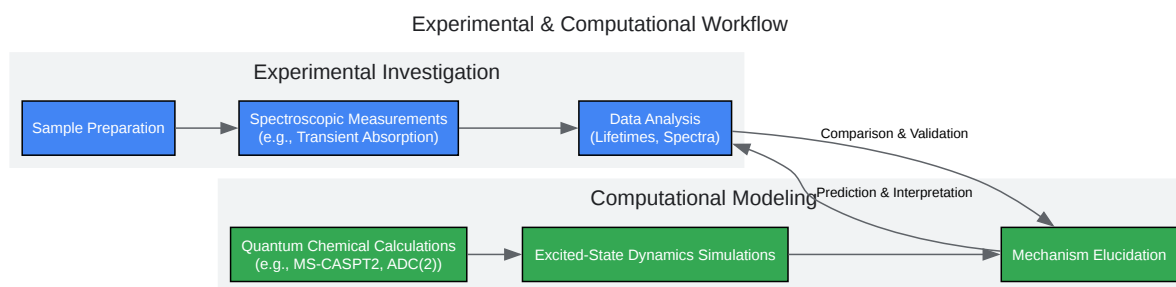 Experimental & Computational Workflow
Experimental Investigation
Sample Preparation
Spectroscopic Measurements
(e.g., Transient Absorption)
Data Analysis
(Lifetimes, Spectra)
Comparison & Validation
Prediction & Interpretation
Computational Modeling
Quantum Chemical Calculations
(e.g., MS-CASPT2, ADC(2))
Excited-State Dynamics Simulations
Mechanism Elucidation